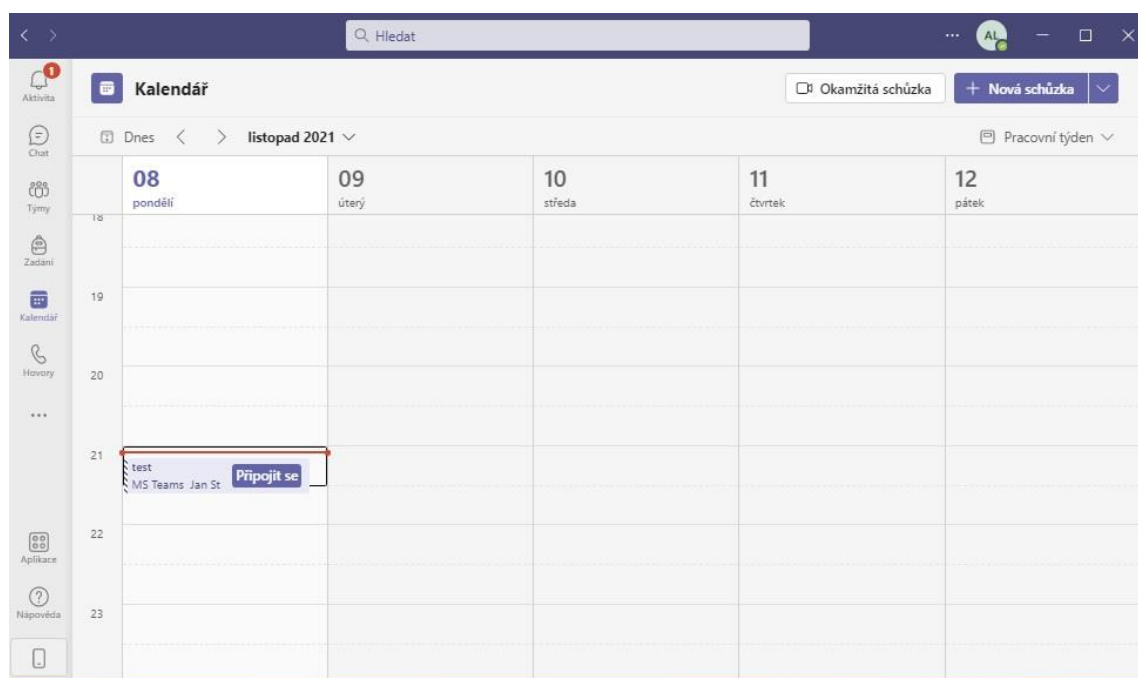 Hledat
...
AL
1
Aktivita
Chat
Týmy
Zadání
Kalendář
Hovory
...
Aplikace
Nápověda
Kalendář
Okamžitá schůzka
+ Nová schůzka
Dnes
listopad 2021
Pracovní týden
08
pondělí
09
úterý
10
středa
11
čtvrtek
12
pátek
18
19
20
21
test
MS Teams Jan St
Připojit se
22
23